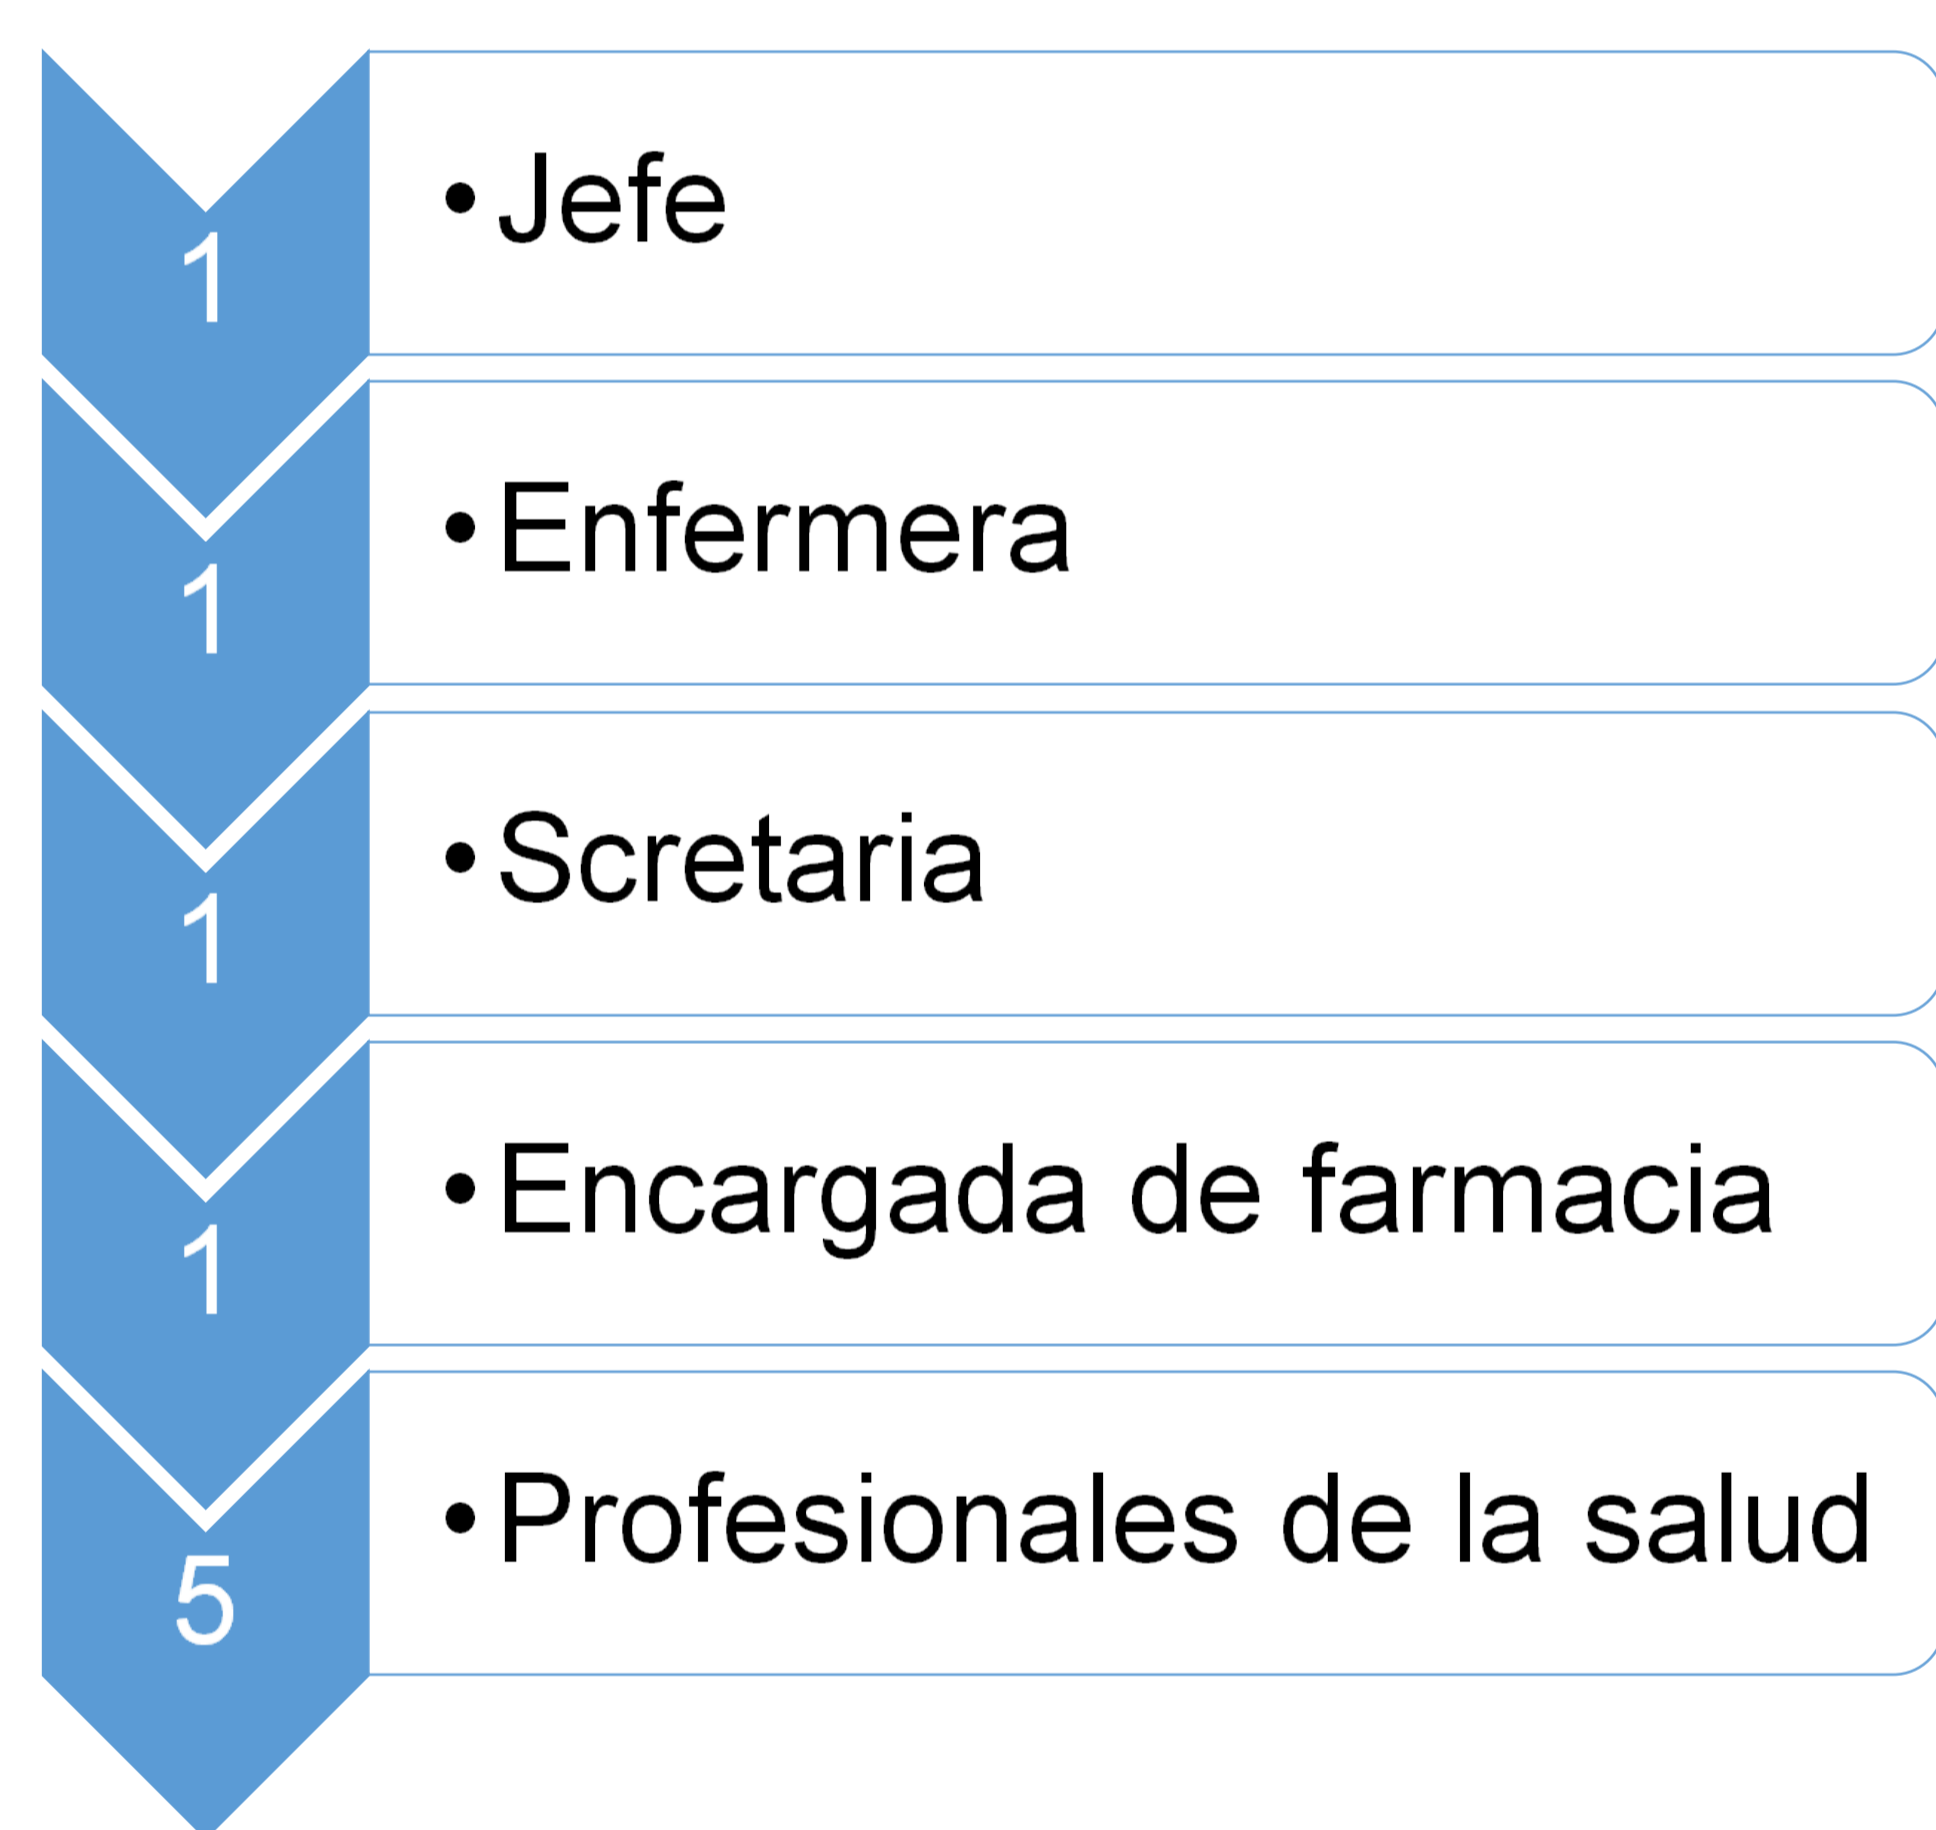 1
• Jefe
1
• Enfermera
1
• Scretaria
1
• Encargada de farmacia
5
• Profesionales de la salud